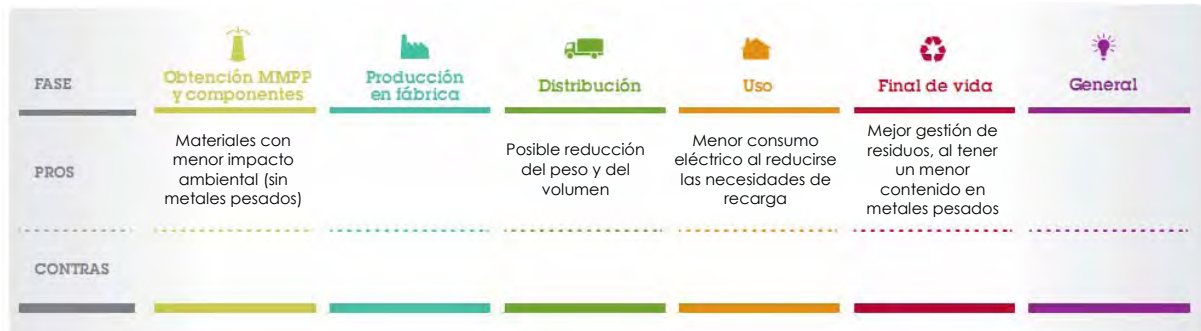 FASE
Obtención MMPP
y componentes
Producción
en fábrica
Distribución
Uso
Final de vida
General
PROS
Materiales con
menor impacto
ambiental (sin
metales pesados)
Posible reducción
del peso y del
volumen
Menor consumo
eléctrico al reducirse
las necesidades de
recarga
Mejor gestión de
residuos, al tener
un menor
contenido en
metales pesados
CONTRAS